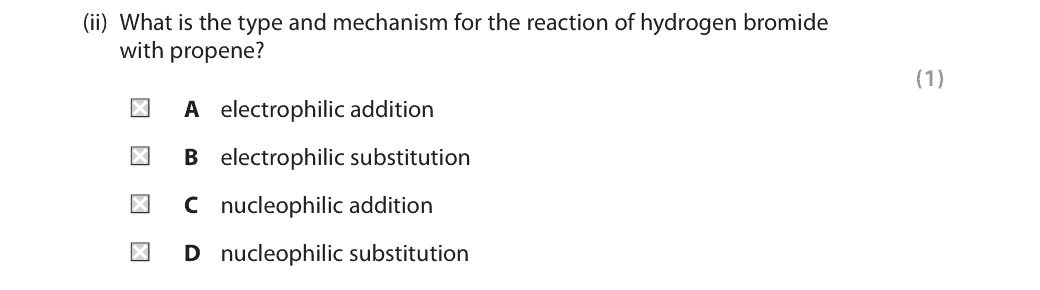 (ii) What is the type and mechanism for the reaction of hydrogen bromide
with propene?
(1)
A electrophilic addition
B electrophilic substitution
C nucleophilic addition
D nucleophilic substitution